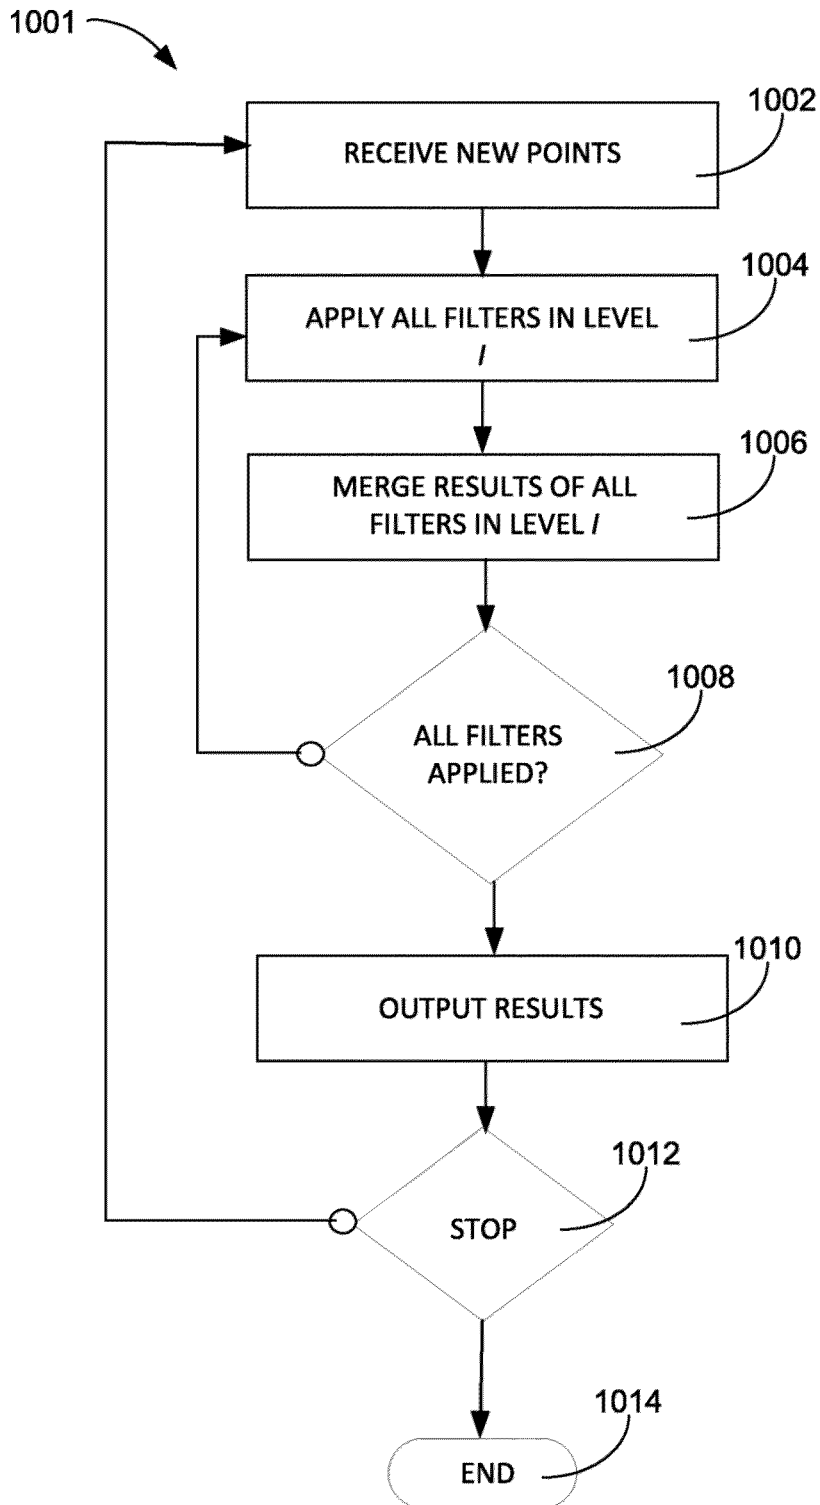 1001
1002
RECEIVE NEW POINTS
1004
APPLY ALL FILTERS IN LEVEL
l
1006
MERGE RESULTS OF ALL
FILTERS IN LEVEL l
1008
ALL FILTERS
APPLIED?
1010
OUTPUT RESULTS
1012
STOP
1014
END